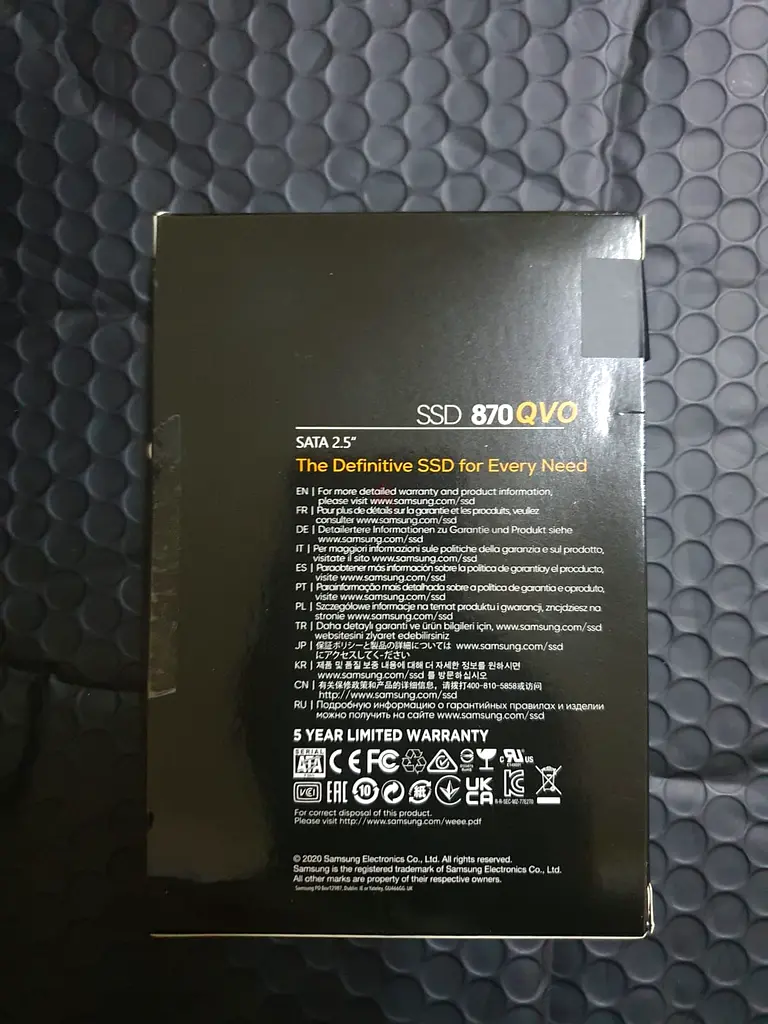 SSD 870 QVO
SATA 2.5"
The Definitive SSD for Every Need
EN | For more detailed warranty and product information,
please visit www.samsung.com/ssd
FR | Pour plus de détails sur la garantie et les produits, veuillez
consulter www.samsung.com/ssd
DE | Detailertere Informationen zu Garantie und Produkt siehe
www.samsung.com/ssd
IT | Per maggiori informazioni sule politiche della garanzia e sul prodotto,
visitate il sito www.samsung.com/ssd
ES | Paraobtener más información sobre la política de garantíay el proccucto,
visite www.samsung.com/ssd
PT | Parainformação mais detalhada sobre a política de garantia e oproduto,
visite www.samsung.com/ssd
PL | Szczegółowe informacje na temat produktu i gwarancji, zncjdziesz na
stronie www.samsung.com/ssd
TR | Daha detaylı garanti ve ürün bilgileri için, www.samsung.com/ssd
websitesini ziyaret edebilirsiniz
JP | 保証ポリシーと製品の詳細については www.samsung.com/ssd
にアクセスしてください
KR | 제품 및 품질 보증 내용에 대해 더 자세한 정보를 원하시면
www.samsung.com/ssd 를 방문하십시오
CN | 有关保修政策和产品的详细信息，请拨打400-810-5858或访问
http://www.samsung.com/ssd
RU | Подробную информацию о гарантийных правилах и изделии
можно получить на сайте www.samsung.com/ssd
5 YEAR LIMITED WARRANTY
SERIAL ATA CE FC c RU US
VCI EAC 10 UK CA
For correct disposal of this product.
Please visit http://www.samsung.com/weee.pdf
© 2020 Samsung Electronics Co., Ltd. All rights reserved.
Samsung is the registered trademark of Samsung Electronics Co., Ltd.
All other marks are property of their respective owners.